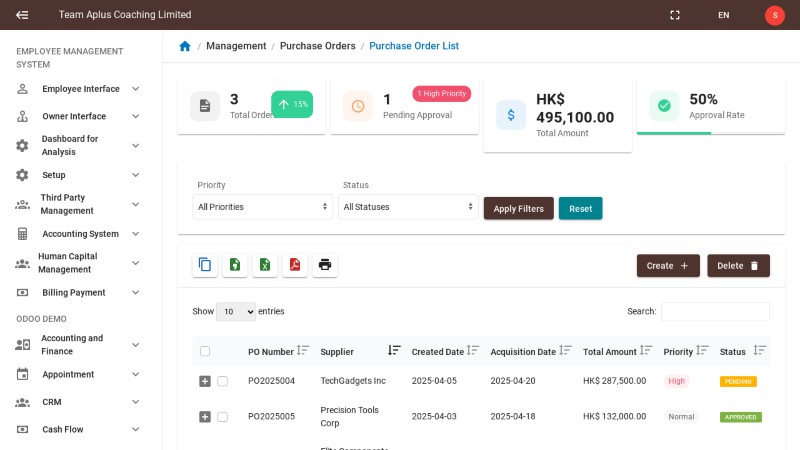 Team Aplus Coaching Limited
EN
S
EMPLOYEE MANAGEMENT
SYSTEM
Employee Interface
Owner Interface
Dashboard for
Analysis
Setup
Third Party
Management
Accounting System
Human Capital
Management
Billing Payment
ODOO DEMO
Accounting and
Finance
Appointment
CRM
Cash Flow
/ Management / Purchase Orders / Purchase Order List
3
Total Orders
15%
1
Pending Approval
1 High Priority
HK$
495,100.00
Total Amount
50%
Approval Rate
Priority
Status
All Priorities
All Statuses
Apply Filters
Reset
Create
Delete
Show 10 entries
Search:
PO Number Supplier Created Date Acquisition Date Total Amount Priority Status
PO2025004 TechGadgets Inc 2025-04-05 2025-04-20 HK$ 287,500.00 High PENDING
PO2025005 Precision Tools Corp 2025-04-03 2025-04-18 HK$ 132,000.00 Normal APPROVED
Elite Components